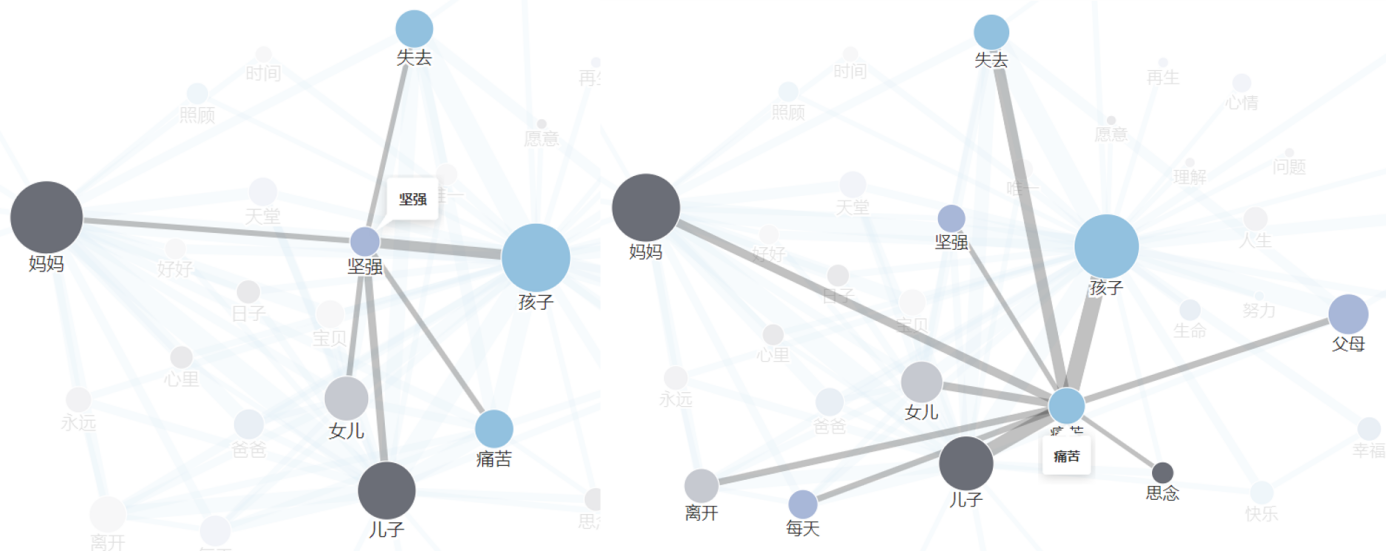 失去
时间
再生
照顾
愿意
坚强
唯一
天堂
妈妈
坚强
好好
孩子
日子
宝贝
心里
永远
女儿
爸爸
痛苦
儿子
离开
失去
时间
再生
心情
照顾
愿意
问题
理解
唯一
天堂
坚强
人生
妈妈
好好
孩子
日子
努力
宝贝
生命
父母
心里
永远
女儿
爸爸
痛苦
幸福
痛苦
思念
儿子
离开
每天
快乐